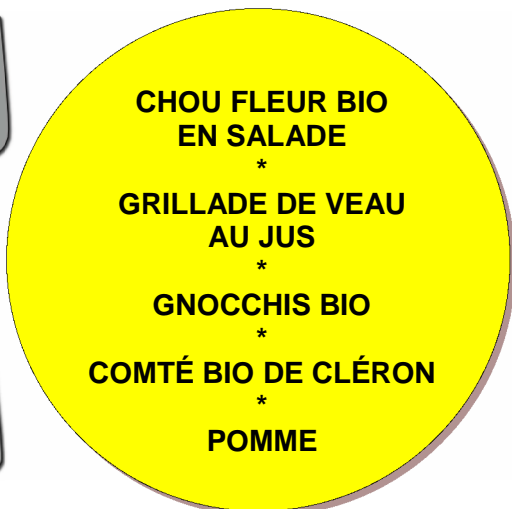 CHOU FLEUR BIO
EN SALADE
*
GRILLADE DE VEAU
AU JUS
*
GNOCCHIS BIO
*
COMTÉ BIO DE CLÉRON
*
POMME